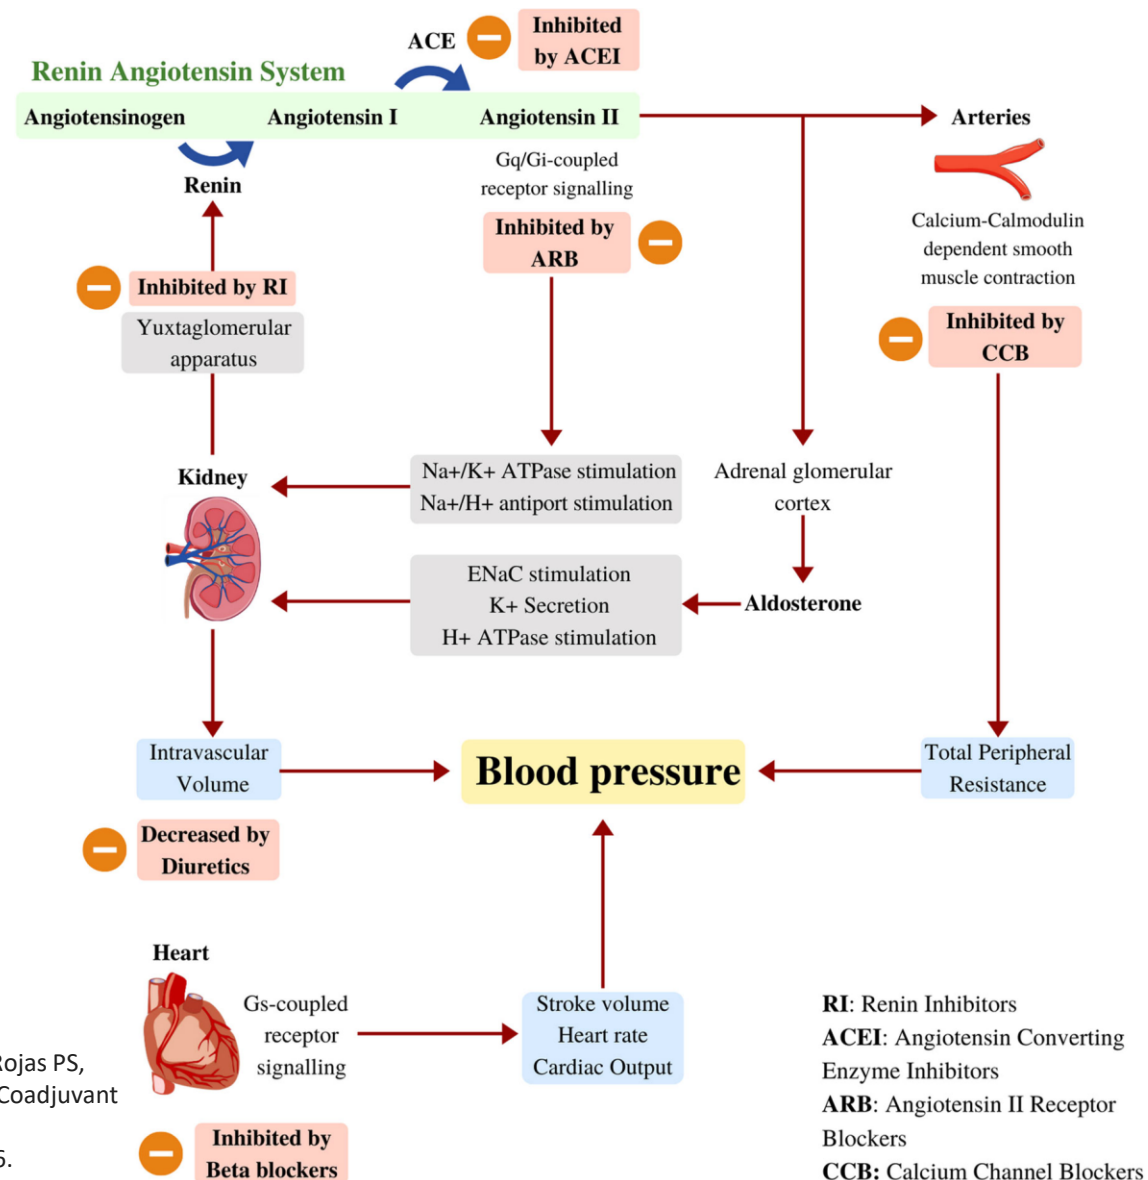 ACE
Inhibited
by ACEI
Renin Angiotensin System
Angiotensinogen
Angiotensin I
Angiotensin II
Arteries
Renin
Gq/Gi-coupled
receptor signalling
Inhibited by
ARB
Calcium-Calmodulin
dependent smooth
muscle contraction
Inhibited by RI
Yuxtaglomerular
apparatus
Inhibited by
CCB
Kidney
Na+/K+ ATPase stimulation
Na+/H+ antiport stimulation
Adrenal glomerular
cortex
ENaC stimulation
K+ Secretion
H+ ATPase stimulation
Aldosterone
Intravascular
Volume
Blood pressure
Total Peripheral
Resistance
Decreased by
Diuretics
Heart
Gs-coupled
receptor
signalling
Stroke volume
Heart rate
Cardiac Output
Inhibited by
Beta blockers
RI: Renin Inhibitors
ACEI: Angiotensin Converting
Enzyme Inhibitors
ARB: Angiotensin II Receptor
Blockers
CCB: Calcium Channel Blockers
Rojas PS,
Coadjuvant
6.